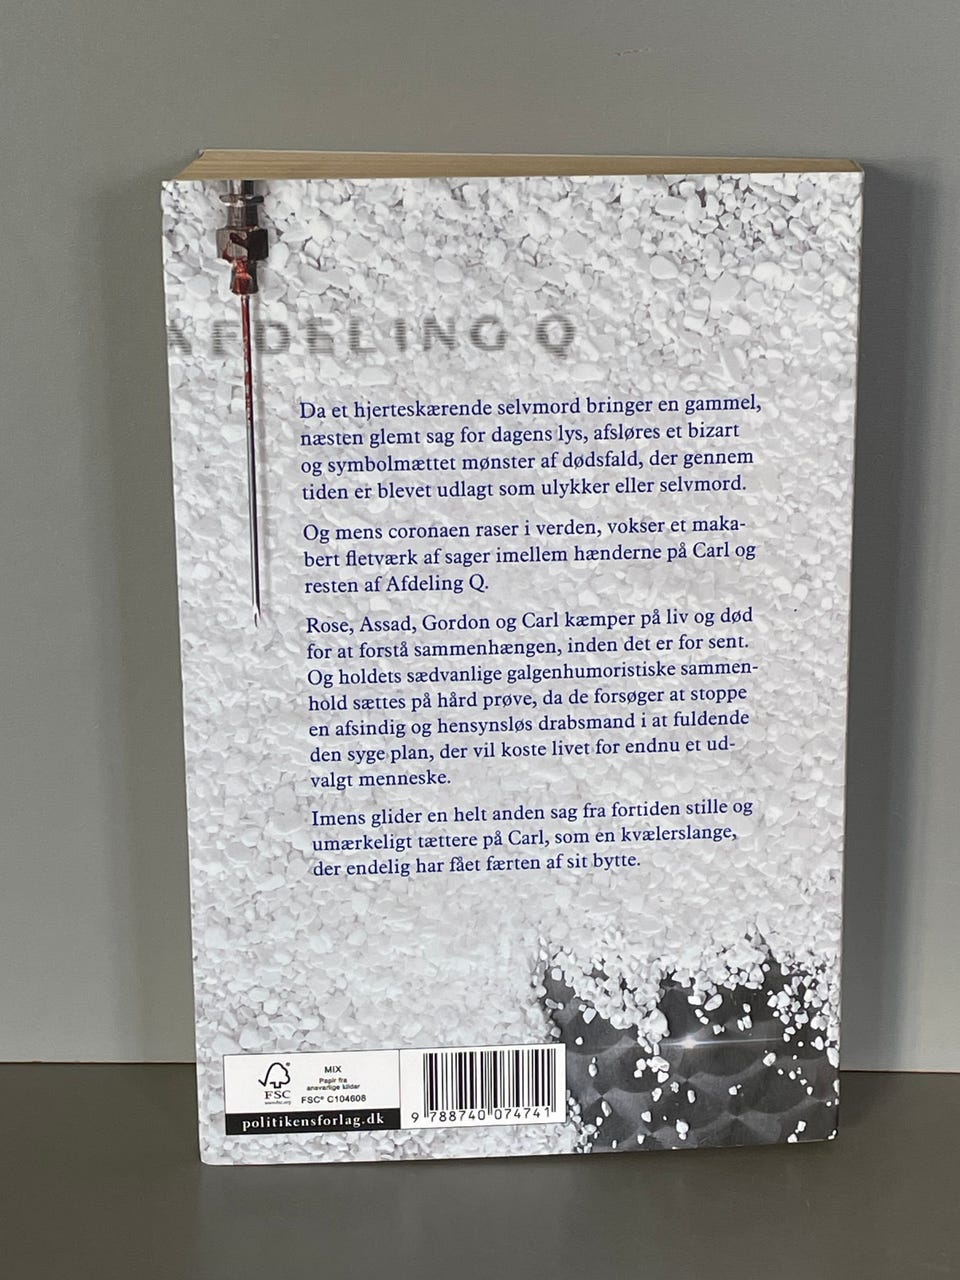 AFDELING Q
Da et hjerteskærende selvmord bringer en gammel,
næsten glemt sag for dagens lys, afsløres et bizart
og symbolmættet mønster af dødsfald, der gennem
tiden er blevet udlagt som ulykker eller selvmord.
Og mens coronaen raser i verden, vokser et maka-
bert fletværk af sager imellem hænderne på Carl og
resten af Afdeling Q.
Rose, Assad, Gordon og Carl kæmper på liv og død
for at forstå sammenhængen, inden det er for sent.
Og holdets sædvanlige galgenhumoristiske sammen-
hold sættes på hård prøve, da de forsøger at stoppe
en afsindig og hensynsløs drabsmand i at fuldende
den syge plan, der vil koste livet for endnu et ud-
valgt menneske.
Imens glider en helt anden sag fra fortiden stille og
umærkeligt tættere på Carl, som en kvælerslange,
der endelig har fået færten af sit bytte.
FSC
www.fsc.org
MIX
Papir fra
ansvarlige kilder
FSC® C104608
politikensforlag.dk
9 788740 074741